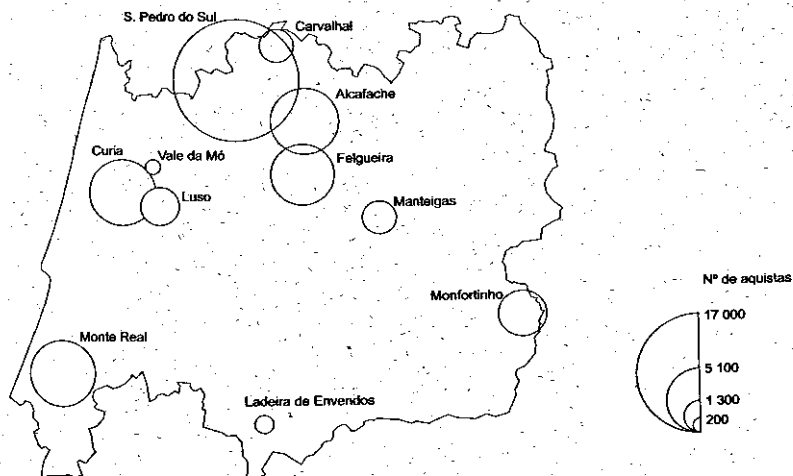 S. Pedro do Sul
Carvalhal
Alcafache
Curia
Vale da Mó
Felgueira
Luso
Manteigas
Monfortinho
Nº de aquistas
17 000
5 100
1 300
200
Monte Real
Ladeira de Envendos